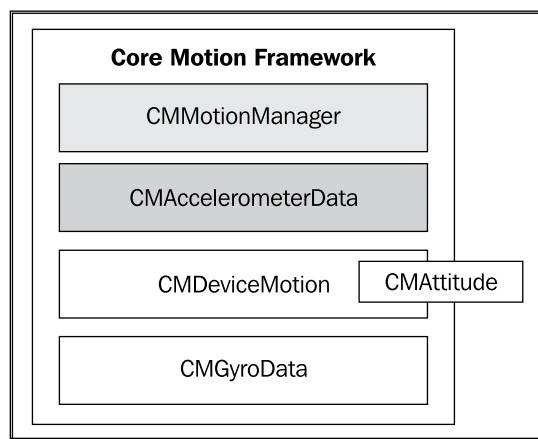 Core Motion Framework
CMMotionManager
CMAccelerometerData
CMDeviceMotion
CMAttitude
CMGyroData